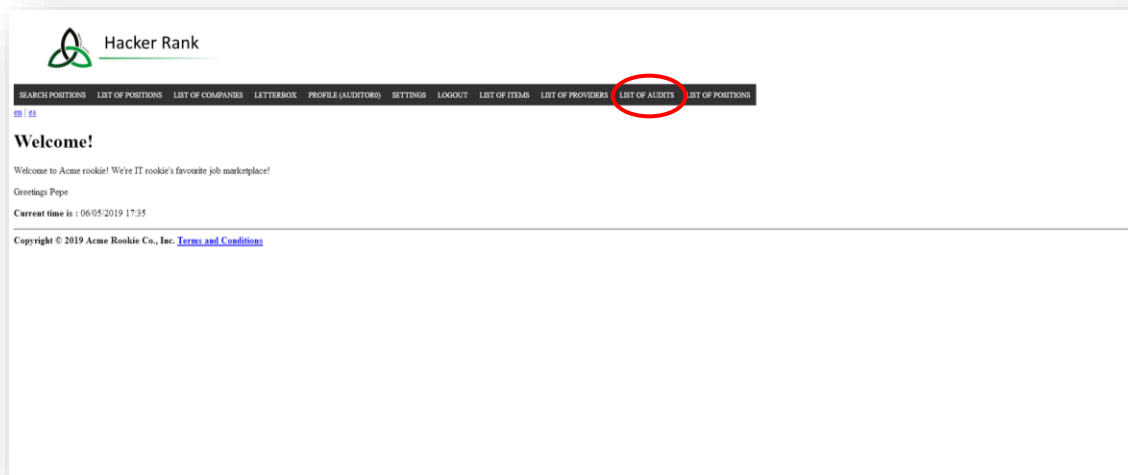 Hacker Rank
SEARCH POSITIONS LIST OF POSITIONS LIST OF COMPANIES LETTERBOX PROFILE (AUDITOR0) SETTINGS LOGOUT LIST OF ITEMS LIST OF PROVIDERS LIST OF AUDITS LIST OF POSITIONS
en | es
Welcome!
Welcome to Acme rookie! We're IT rookie's favourite job marketplace!
Greetings Pepe
Current time is : 06/05/2019 17:35
Copyright © 2019 Acme Rookie Co., Inc. Terms and Conditions